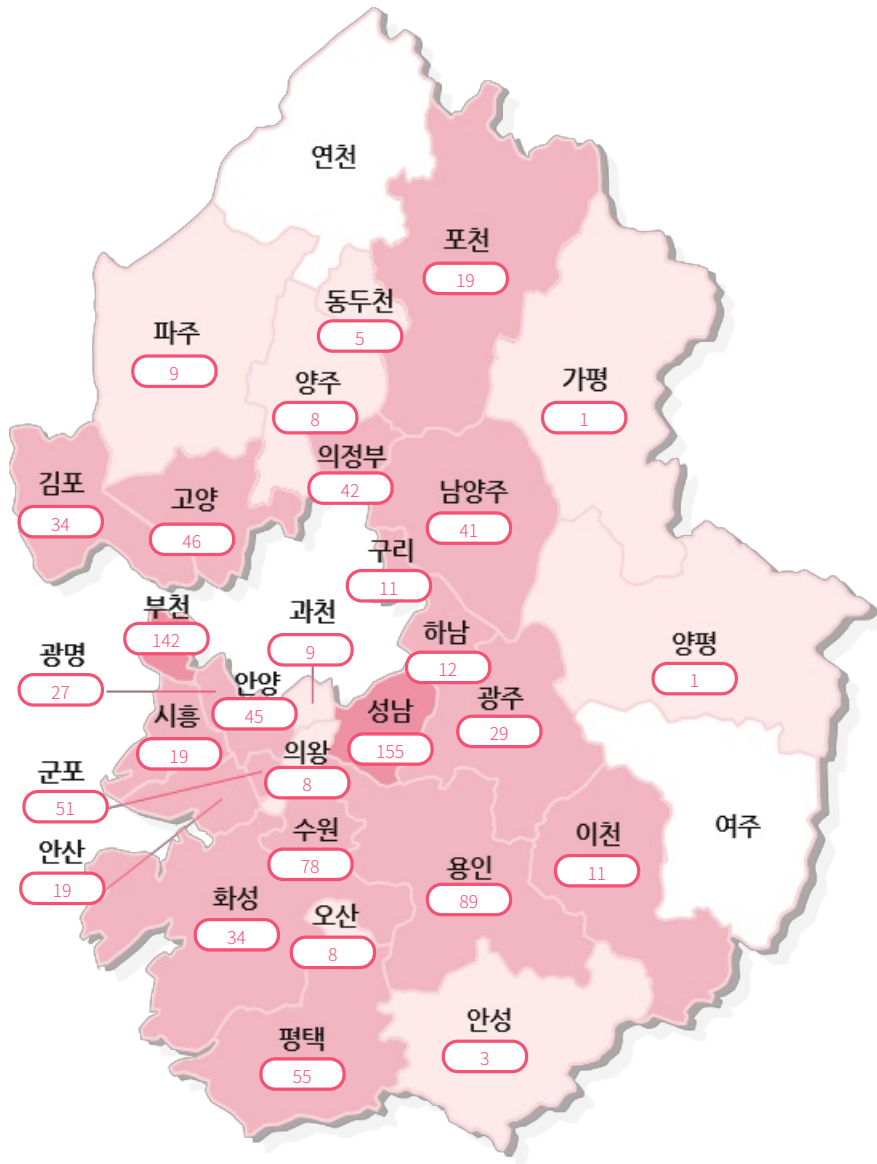 연천
포천
19
동두천
5
파주
9
양주
8
가평
1
의정부
42
김포
34
고양
46
남양주
41
구리
11
부천
142
과천
9
하남
12
양평
1
광명
27
안양
45
성남
155
광주
29
시흥
19
의왕
8
군포
51
수원
78
이천
11
여주
안산
19
용인
89
화성
34
오산
8
안성
3
평택
55